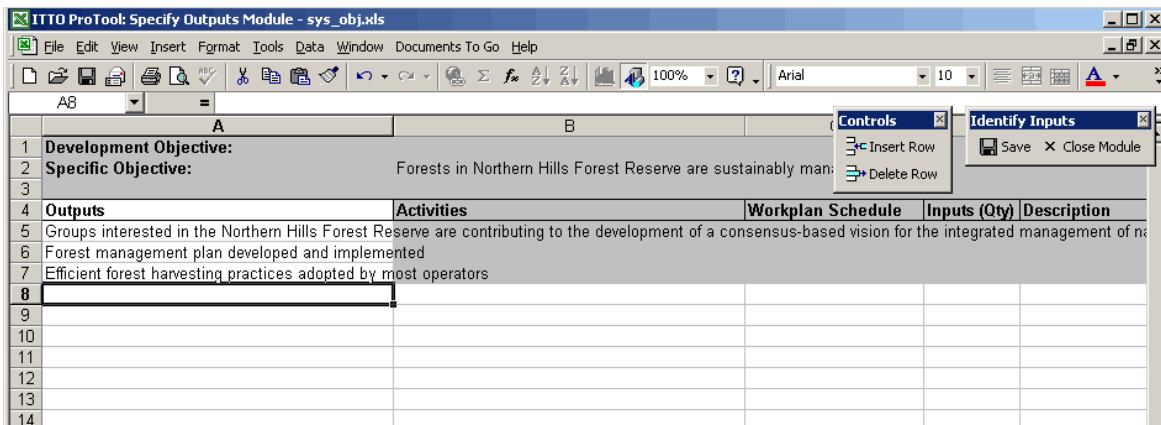 ITTO ProTool: Specify Outputs Module - sys_obj.xls
File Edit View Insert Format Tools Data Window Documents To Go Help
100% Arial 10
A8 =
A B
Controls
Insert Row
Delete Row
Identify Inputs
Save Close Module
1 Development Objective:
2 Specific Objective: Forests in Northern Hills Forest Reserve are sustainably
3
4 Outputs Activities Workplan Schedule Inputs (Qty) Description
5 Groups interested in the Northern Hills Forest Reserve are contributing to the development of a consensus-based vision for the integrated management of
6 Forest management plan developed and implemented
7 Efficient forest harvesting practices adopted by most operators
8
9
10
11
12
13
14